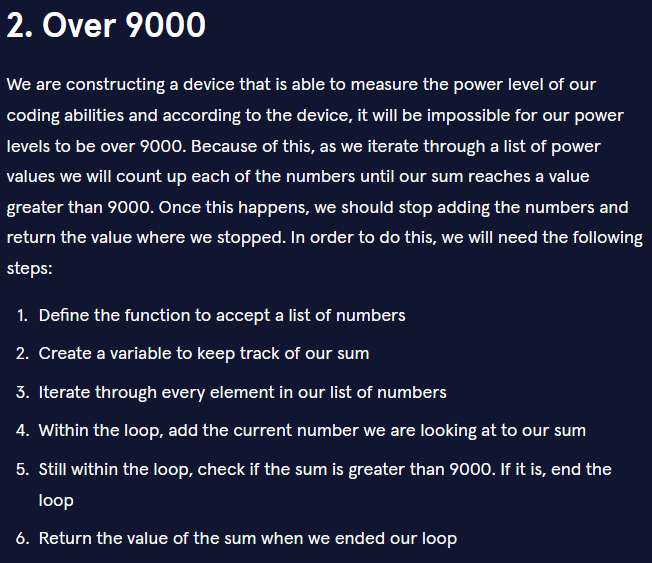 2. Over 9000
We are constructing a device that is able to measure the power level of our
coding abilities and according to the device, it will be impossible for our power
levels to be over 9000. Because of this, as we iterate through a list of power
values we will count up each of the numbers until our sum reaches a value
greater than 9000. Once this happens, we should stop adding the numbers and
return the value where we stopped. In order to do this, we will need the following
steps:
1. Define the function to accept a list of numbers
2. Create a variable to keep track of our sum
3. Iterate through every element in our list of numbers
4. Within the loop, add the current number we are looking at to our sum
5. Still within the loop, check if the sum is greater than 9000. If it is, end the
loop
6. Return the value of the sum when we ended our loop